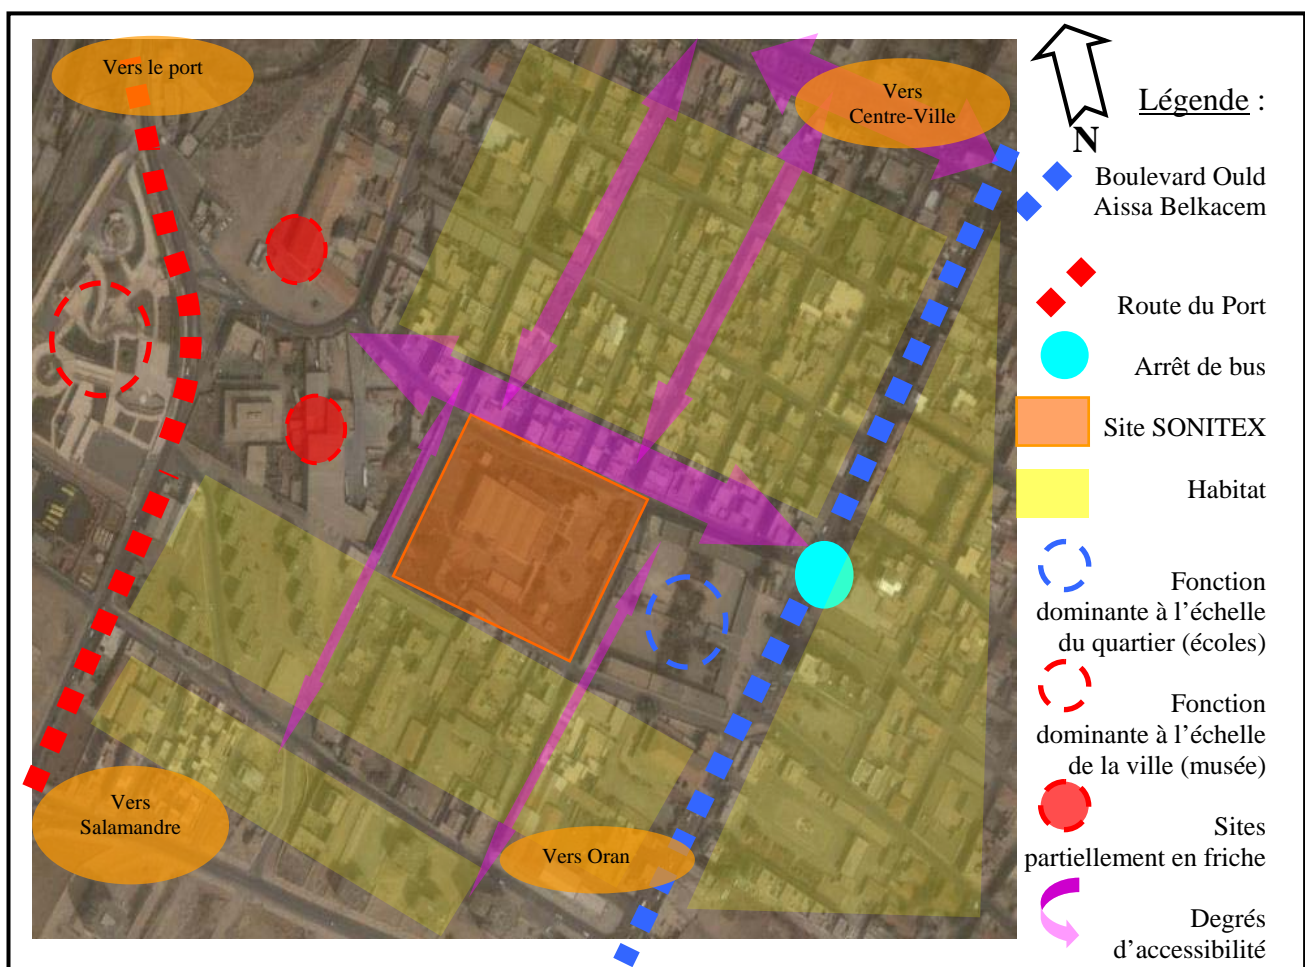 Vers le port
Vers
Centre-Ville
Vers
Salamandre
Vers Oran
N
Légende :
Boulevard Ould
Aissa Belkacem
Route du Port
Arrêt de bus
Site SONITEX
Habitat
Fonction
dominante à l’échelle
du quartier (écoles)
Fonction
dominante à l’échelle
de la ville (musée)
Sites
partiellement en friche
Degrés
d’accessibilité